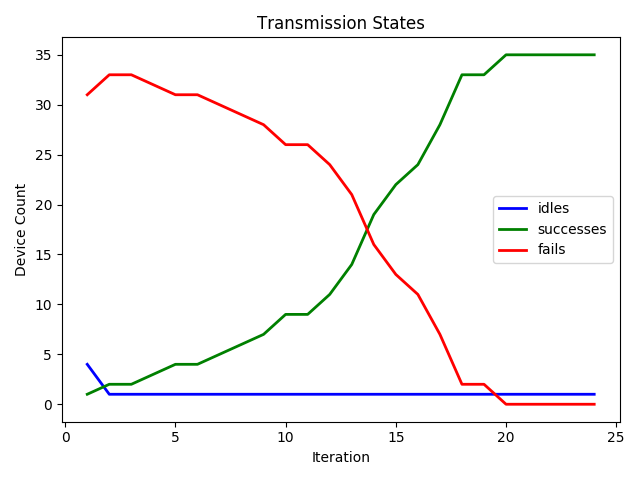 Transmission States
Device Count
35
30
25
20
15
10
5
0
idles
successes
fails
0 5 10 15 20 25
Iteration